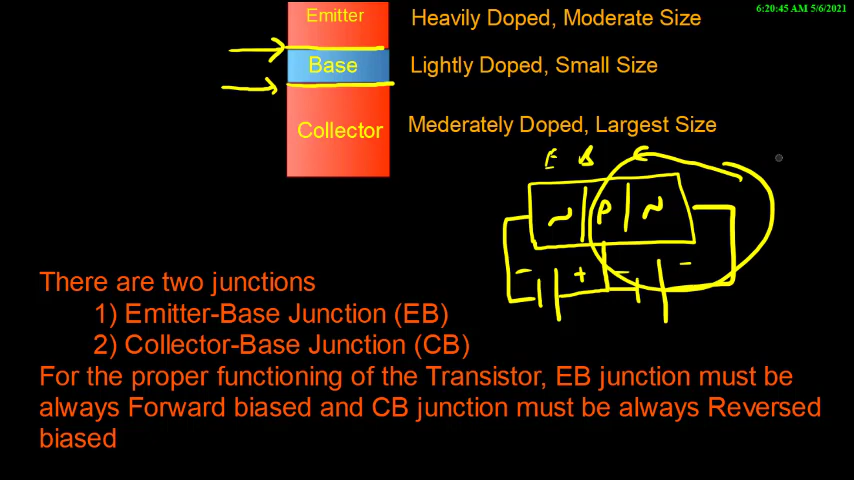 6:20:45 AM 5/6/2021
Emitter
Heavily Doped, Moderate Size
Base
Lightly Doped, Small Size
Collector
Mederately Doped, Largest Size
E B C
N P N
- + - -
There are two junctions
1) Emitter-Base Junction (EB)
2) Collector-Base Junction (CB)
For the proper functioning of the Transistor, EB junction must be
always Forward biased and CB junction must be always Reversed
biased